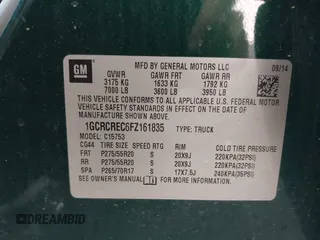 GM
MFD BY GENERAL MOTORS LLC
09/14
GVWR GAWR FRT GAWR RR
3175 KG 1633 KG 1792 KG
7000 LB 3600 LB 3950 LB
THIS VEHICLE CONFORMS TO ALL APPLICABLE U.S. FEDERAL MOTOR
VEHICLE SAFETY AND THEFT PREVENTION STANDARDS
IN EFFECT ON THE DATE OF
MANUFACTURE SHOWN ABOVE.
1GCRCREC6FZ161835 TYPE: TRUCK
MODEL: C15753
CG44 TIRE SIZE SPEED RTG RIM COLD TIRE PRESSURE
FRT P275/55R20 S 20X9J 220KPA(32PSI)
RR P275/55R20 S 20X9J 220KPA(32PSI)
SPA P265/70R17 S 17X7.5J 240KPA(35PSI)
SEE OWNER'S MANUAL
© DREAMBID